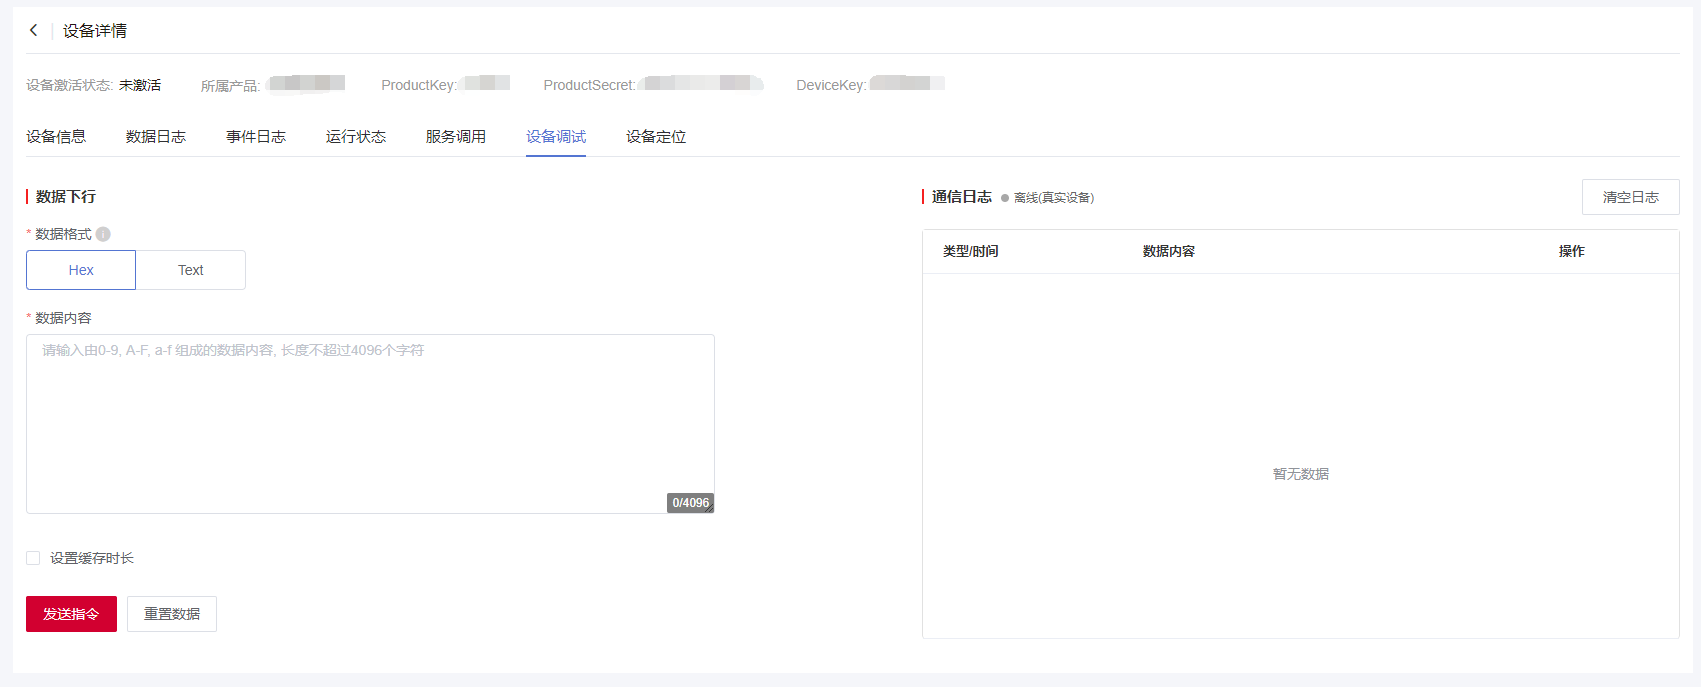 设备详情
设备激活状态: 未激活 所属产品: ProductKey: ProductSecret: DeviceKey:
设备信息 数据日志 事件日志 运行状态 服务调用 设备调试 设备定位
数据下行
* 数据格式
Hex Text
* 数据内容
请输入由0-9, A-F, a-f 组成的数据内容, 长度不超过4096个字符
0/4096
设置缓存时长
发送指令 重置数据
通信日志 离线(真实设备) 清空日志
类型/时间 数据内容 操作
暂无数据